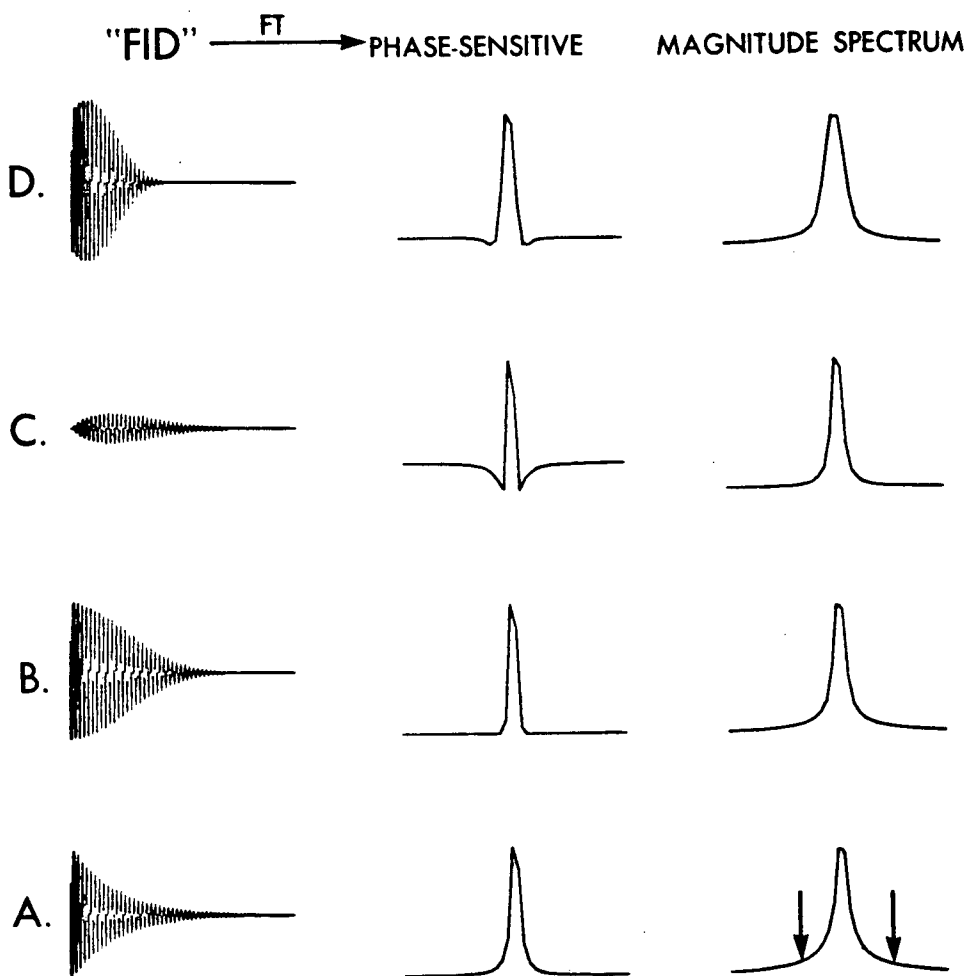 "FID" FT PHASE-SENSITIVE MAGNITUDE SPECTRUM
D.
C.
B.
A.